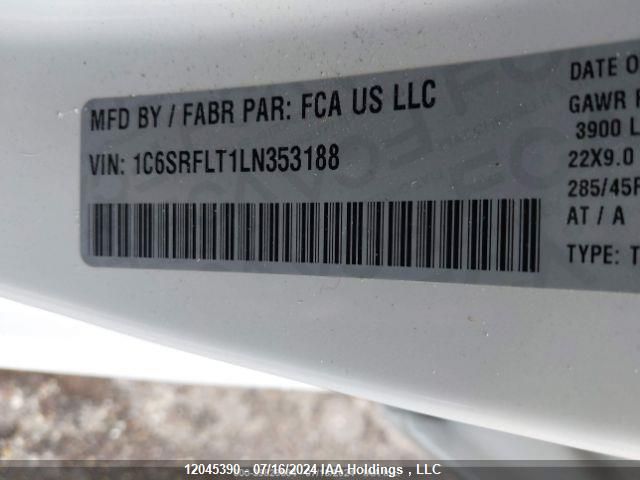 MFD BY / FABR PAR: FCA US LLC
VIN: 1C6SRFLT1LN353188
DATE O
GAWR
3900 L
22X9.0
285/45R
AT / A
TYPE: T
12045390 - 07/16/2024 IAA Holdings , LLC